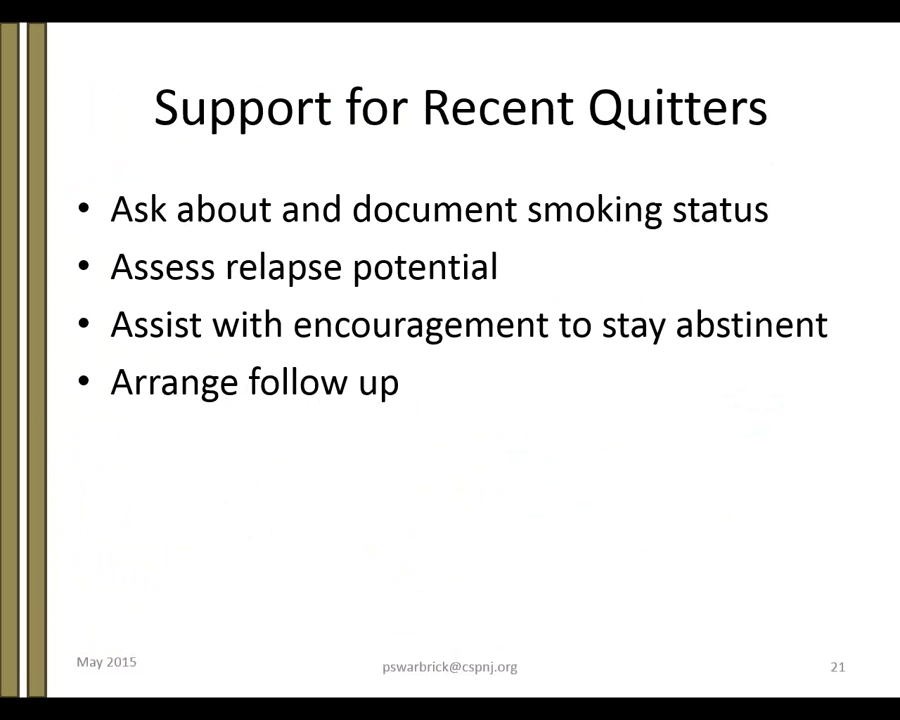 Support for Recent Quitters
• Ask about and document smoking status
• Assess relapse potential
• Assist with encouragement to stay abstinent
• Arrange follow up
May 2015
pswarbrick@cspnj.org
21